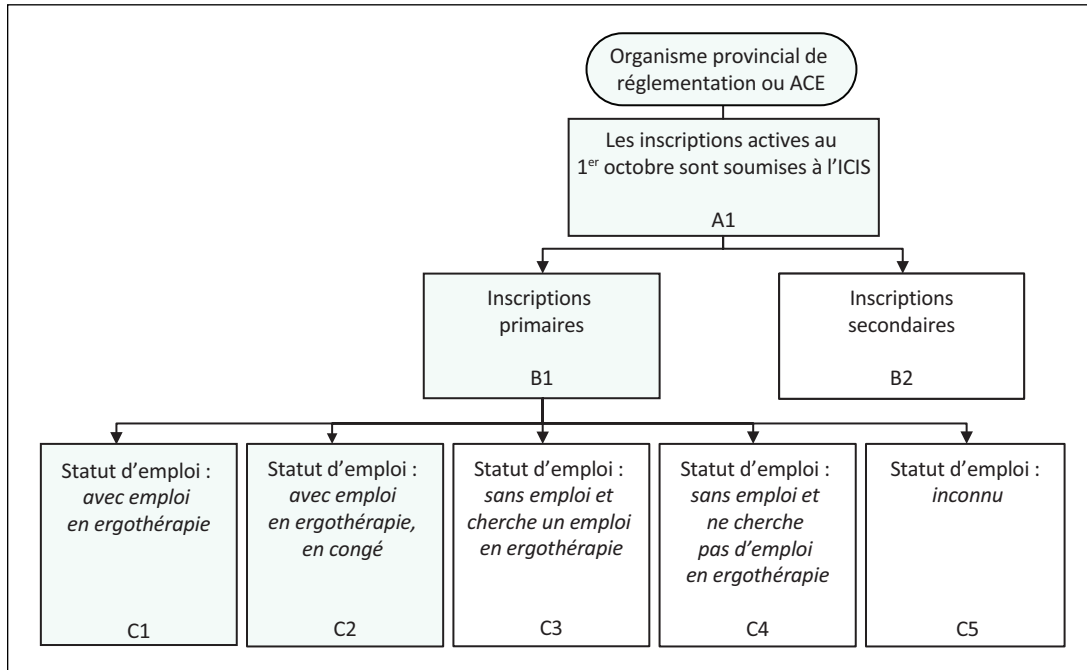 Organisme provincial de
réglementation ou ACE
Les inscriptions actives au
1er octobre sont soumises à l’ICIS
A1
Inscriptions
primaires
B1
Inscriptions
secondaires
B2
Statut d’emploi :
avec emploi
en ergothérapie
C1
Statut d’emploi :
avec emploi
en ergothérapie,
en congé
C2
Statut d’emploi :
sans emploi et
cherche un emploi
en ergothérapie
C3
Statut d’emploi :
sans emploi et
ne cherche
pas d’emploi
en ergothérapie
C4
Statut d’emploi :
inconnu
C5